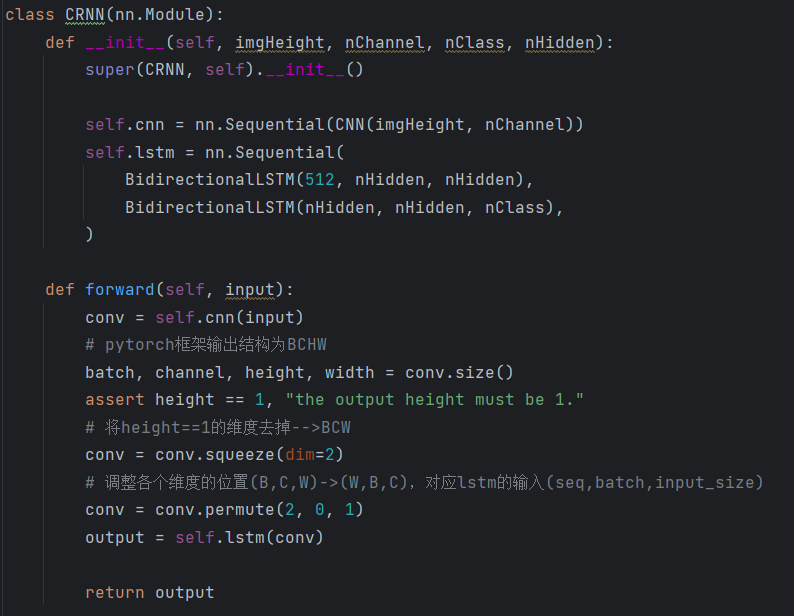 class CRNN(nn.Module):
    def __init__(self, imgHeight, nChannel, nClass, nHidden):
        super(CRNN, self).__init__()

        self.cnn = nn.Sequential(CNN(imgHeight, nChannel))
        self.lstm = nn.Sequential(
            BidirectionalLSTM(512, nHidden, nHidden),
            BidirectionalLSTM(nHidden, nHidden, nClass),
        )

    def forward(self, input):
        conv = self.cnn(input)
        # pytorch框架输出结构为BCHW
        batch, channel, height, width = conv.size()
        assert height == 1, "the output height must be 1."
        # 将height==1的维度去掉-->BCW
        conv = conv.squeeze(dim=2)
        # 调整各个维度的位置(B,C,W)->(W,B,C)，对应lstm的输入(seq,batch,input_size)
        conv = conv.permute(2, 0, 1)
        output = self.lstm(conv)

        return output